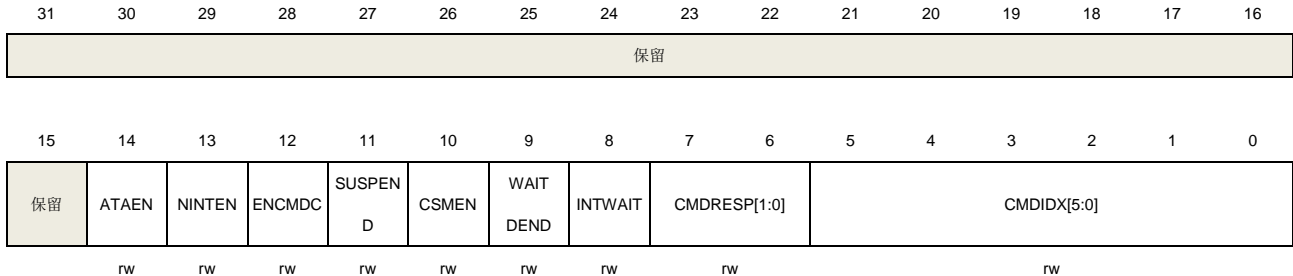 31 30 29 28 27 26 25 24 23 22 21 20 19 18 17 16
保留
15 14 13 12 11 10 9 8 7 6 5 4 3 2 1 0
保留 ATAEN NINTEN ENCMDC SUSPEN D CSMEN WAIT DEND INTWAIT CMDRESP[1:0] CMDIDX[5:0]
rw rw rw rw rw rw rw rw rw